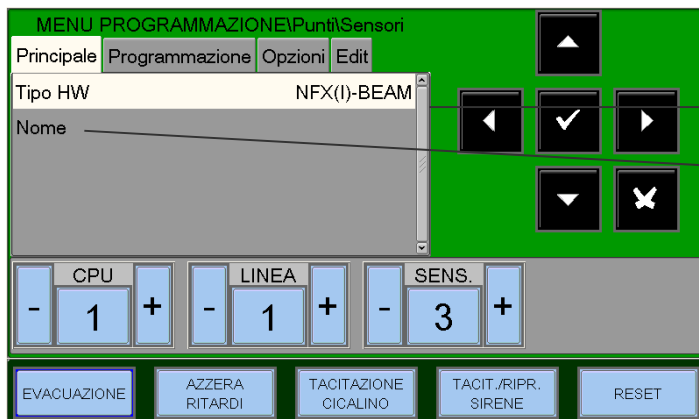 MENU PROGRAMMAZIONE\Punti\Sensori
Principale Programmazione Opzioni Edit
Tipo HW NFX(I)-BEAM
Nome
CPU LINEA SENS.
- 1 + - 1 + - 3 +
EVACUAZIONE AZZERA RITARDI TACITAZIONE CICALINO TACIT./RIPR. SIRENE RESET